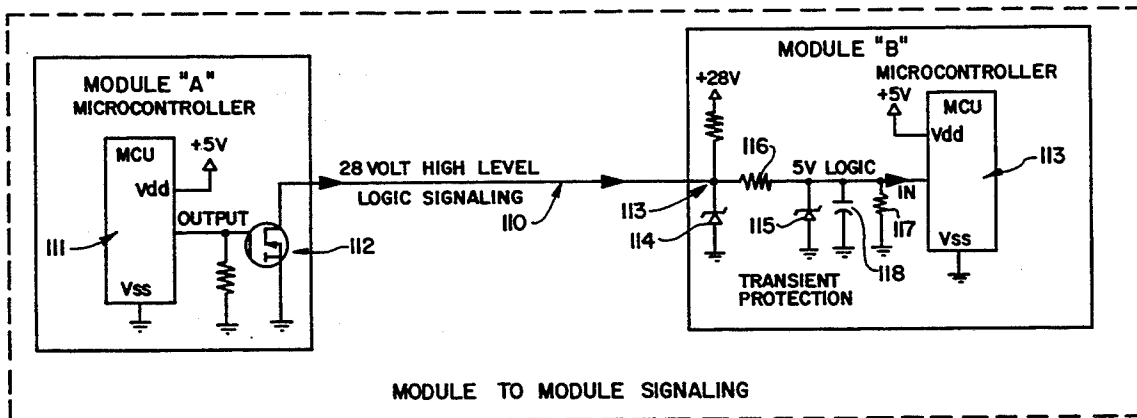 MODULE "A"
MICROCONTROLLER
MCU
+5V
Vdd
OUTPUT
111
112
Vss
28 VOLT HIGH LEVEL
LOGIC SIGNALING
110
MODULE "B"
MICROCONTROLLER
+28V
+5V
MCU
Vdd
116
5V LOGIC
113
113
IN
114
115
118
117
Vss
TRANSIENT
PROTECTION
MODULE TO MODULE SIGNALING